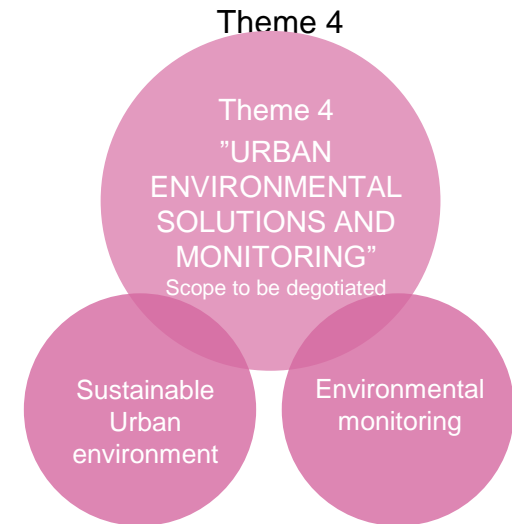 Theme 4
Theme 4
”URBAN
ENVIRONMENTAL
SOLUTIONS AND
MONITORING”
Scope to be degotiated
Sustainable
Urban
environment
Environmental
monitoring